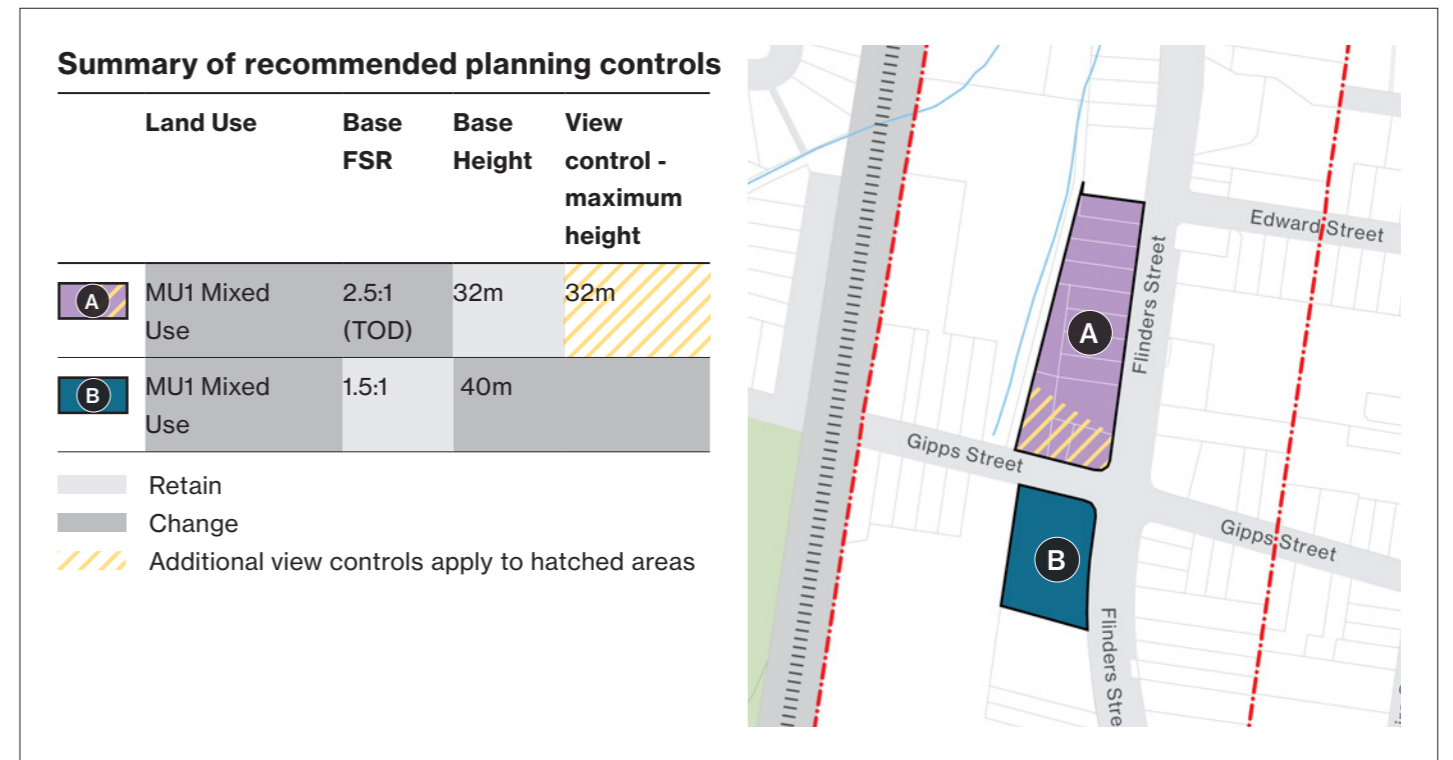 Summary of recommended planning controls
Land Use
Base
FSR
Base
Height
View
control -
maximum
height
A
MU1 Mixed
Use
2.5:1
(TOD)
32m
32m
B
MU1 Mixed
Use
1.5:1
40m
Retain
Change
Additional view controls apply to hatched areas
Edward Street
Flinders Street
A
Gipps Street
Gipps Street
B
Flinders Stre